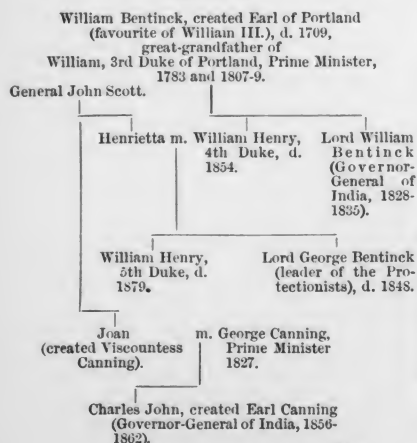 William Bentinck, created Earl of Portland
(favourite of William III.), d. 1709,
great-grandfather of
William, 3rd Duke of Portland, Prime Minister,
1783 and 1807-9.
General John Scott.
Henrietta m. William Henry,
4th Duke, d.
1854.
Lord William
Bentinck
(Governor-
General of
India, 1828-
1835).
William Henry,
5th Duke, d.
1879.
Lord George Bentinck
(leader of the Pro-
tectionists), d. 1848.
Joan
(created Viscountess
Canning).
m. George Canning,
Prime Minister
1827.
Charles John, created Earl Canning
(Governor-General of India, 1856-
1862).